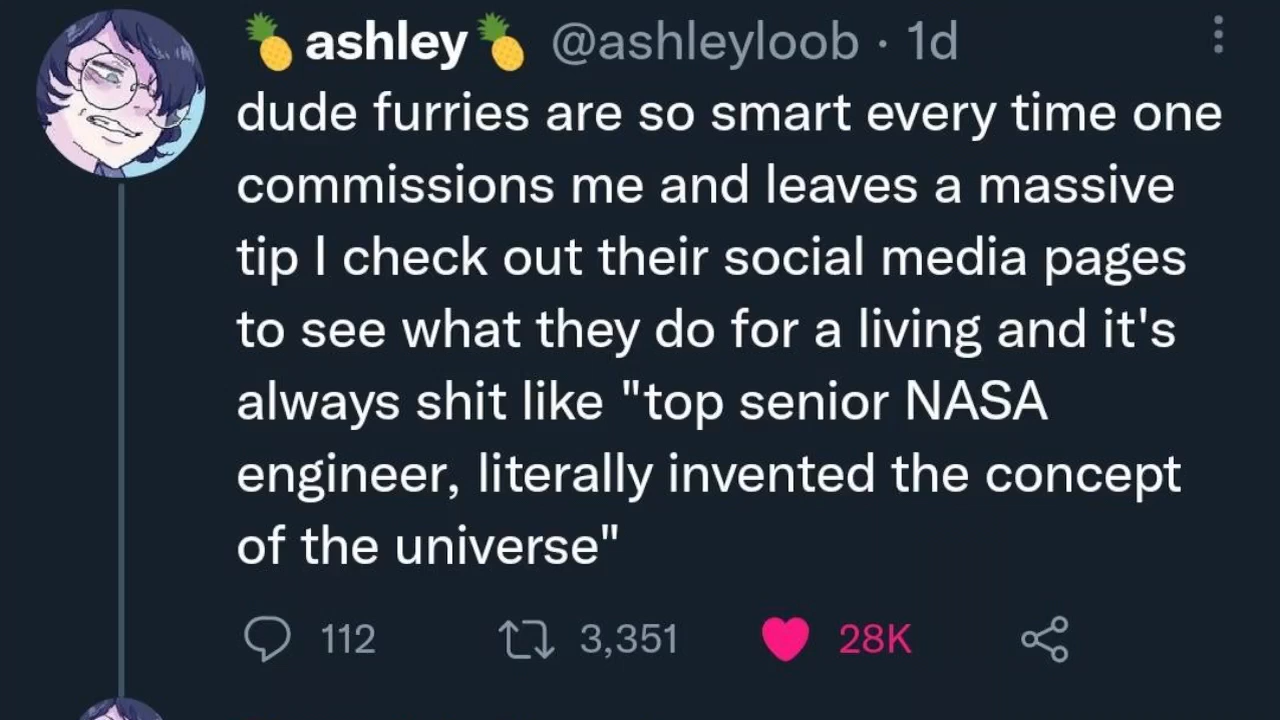 🍍ashley🍍 @ashleyloob · 1d
dude furries are so smart every time one
commissions me and leaves a massive
tip I check out their social media pages
to see what they do for a living and it's
always shit like "top senior NASA
engineer, literally invented the concept
of the universe"
112 3,351 28K